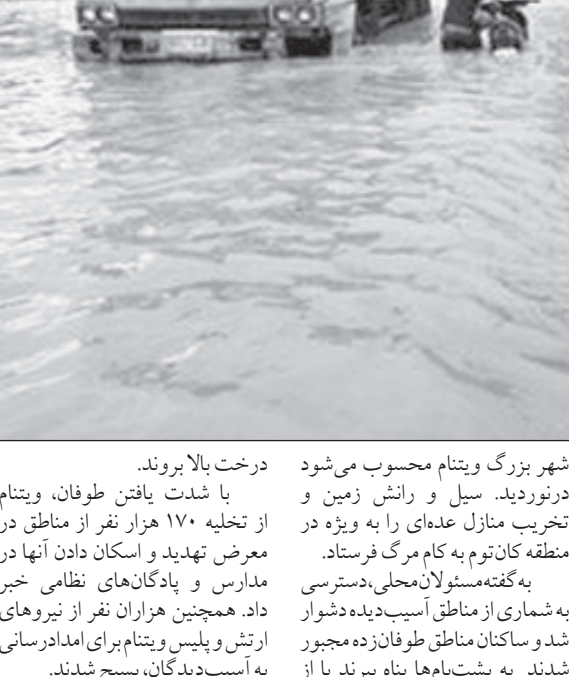 شهر بزرگ ویتنام محسوب می‌شود
درنوردید. سیل و رانش زمین و
تخریب منازل عده‌ای را به ویژه در
منطقه کان‌توم به کام مرگ فرستاد.
به‌گفته‌مسئولان‌محلی،دسترسی
به شماری از مناطق آسیب‌دیده دشوار
شد و ساکنان مناطق طوفان‌زده مجبور
شدند به پشت‌بام‌ها پناه ببرند یا از
درخت بالا بروند.
با شدت یافتن طوفان، ویتنام
از تخلیه ۱۷۰ هزار نفر از مناطق در
معرض تهدید و اسکان دادن آنها در
مدارس و پادگان‌های نظامی خبر
داد. همچنین هزاران نفر از نیروهای
ارتش و پلیس ویتنام برای امدادرسانی
به آسیب‌دیدگان، بسیج شدند.